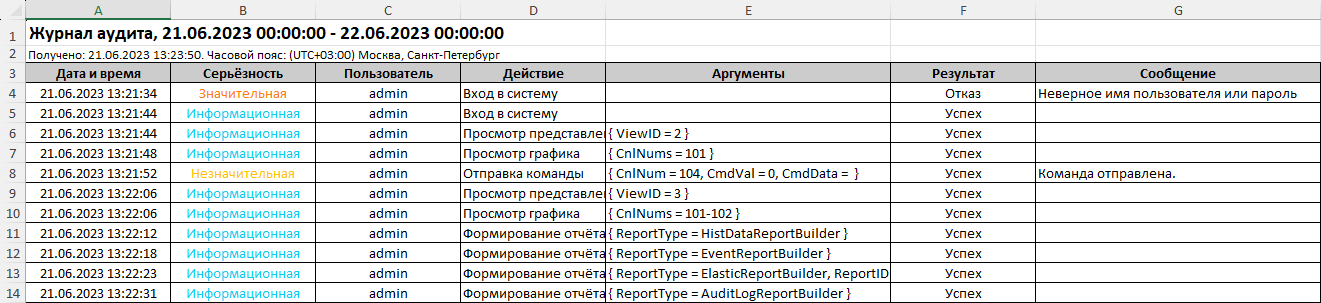 A B C D E F G
1 Журнал аудита, 21.06.2023 00:00:00 - 22.06.2023 00:00:00
2 Получено: 21.06.2023 13:23:50. Часовой пояс: (UTC+03:00) Москва, Санкт-Петербург
3 Дата и время Серьёзность Пользователь Действие Аргументы Результат Сообщение
4 21.06.2023 13:21:34 Значительная admin Вход в систему Отказ Неверное имя пользователя или пароль
5 21.06.2023 13:21:44 Информационная admin Вход в систему Успех
6 21.06.2023 13:21:44 Информационная admin Просмотр представле { ViewID = 2 } Успех
7 21.06.2023 13:21:48 Информационная admin Просмотр графика { CnlNums = 101 } Успех
8 21.06.2023 13:21:52 Незначительная admin Отправка команды { CnlNum = 104, CmdVal = 0, CmdData = } Успех Команда отправлена.
9 21.06.2023 13:22:06 Информационная admin Просмотр представле { ViewID = 3 } Успех
10 21.06.2023 13:22:06 Информационная admin Просмотр графика { CnlNums = 101-102 } Успех
11 21.06.2023 13:22:12 Информационная admin Формирование отчёта { ReportType = HistDataReportBuilder } Успех
12 21.06.2023 13:22:18 Информационная admin Формирование отчёта { ReportType = EventReportBuilder } Успех
13 21.06.2023 13:22:23 Информационная admin Формирование отчёта { ReportType = ElasticReportBuilder, ReportID Успех
14 21.06.2023 13:22:31 Информационная admin Формирование отчёта { ReportType = AuditLogReportBuilder } Успех